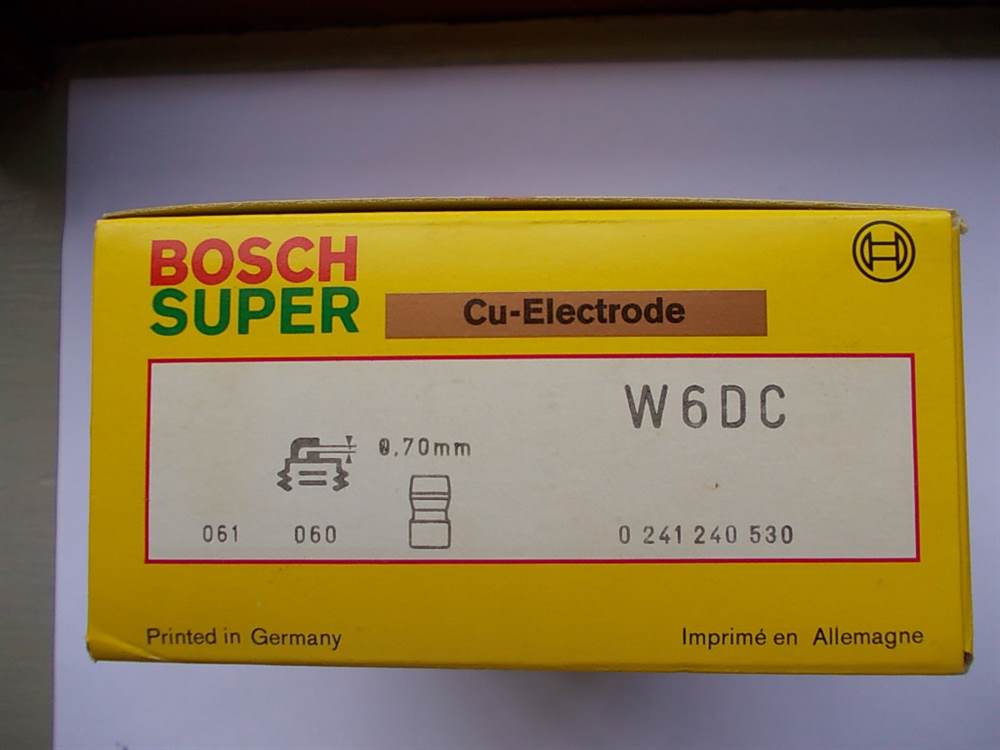 BOSCH
SUPER
Cu-Electrode
W6DC
0,70mm
061 060
0 241 240 530
Printed in Germany
Imprimé en Allemagne